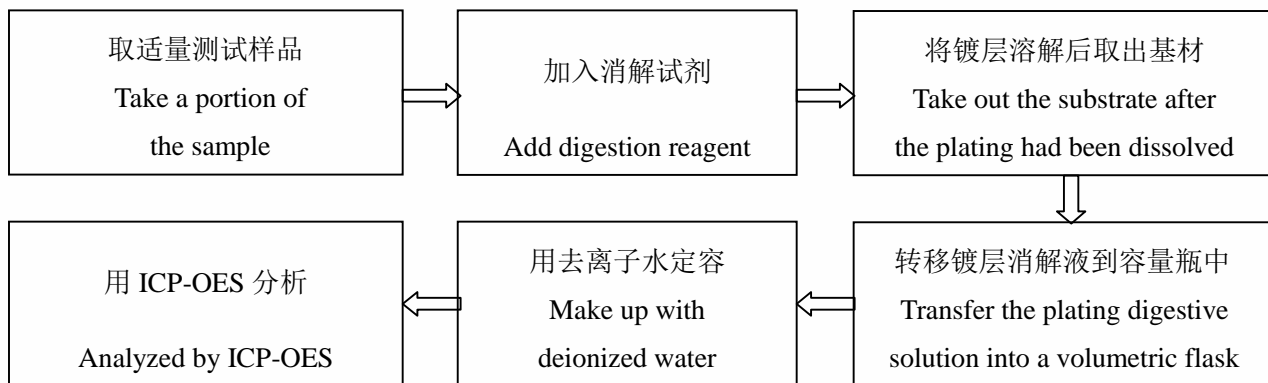 取适量测试样品
Take a portion of
the sample
加入消解试剂
Add digestion reagent
将镀层溶解后取出基材
Take out the substrate after
the plating had been dissolved
转移镀层消解液到容量瓶中
Transfer the plating digestive
solution into a volumetric flask
用去离子水定容
Make up with
deionized water
用 ICP-OES 分析
Analyzed by ICP-OES